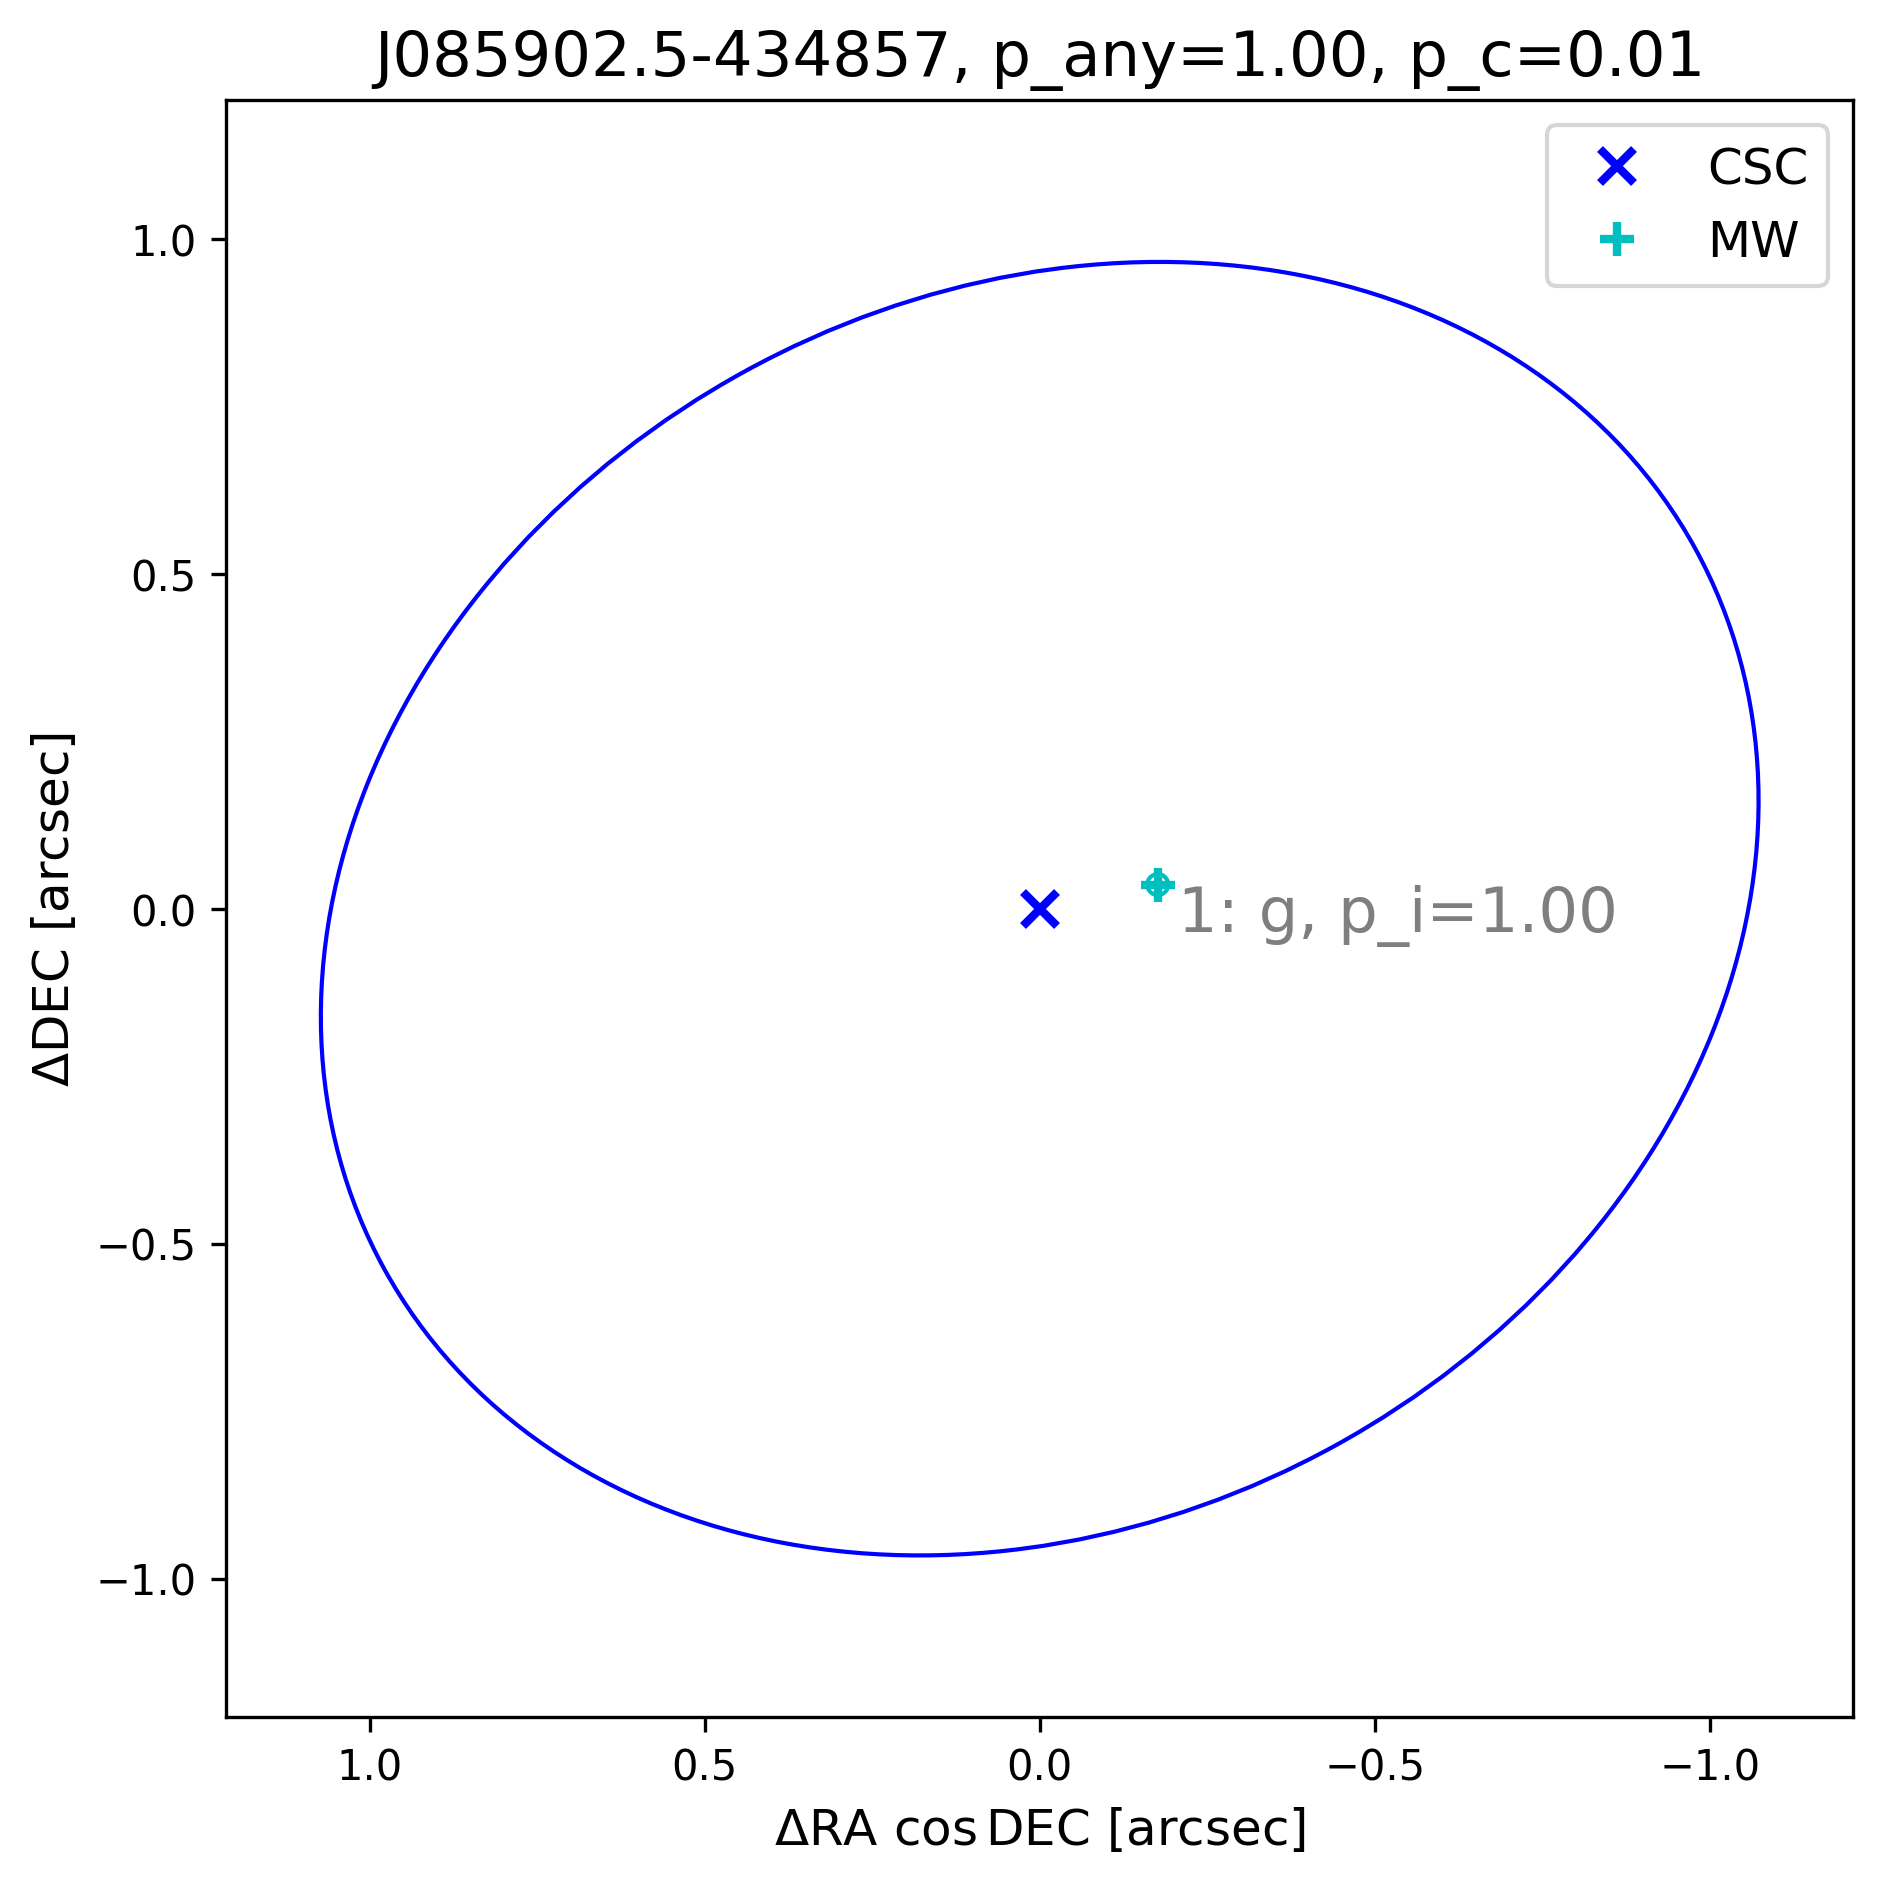 J085902.5-434857, p_any=1.00, p_c=0.01
CSC
MW
1.0
0.5
0.0
−0.5
−1.0
ΔDEC [arcsec]
1: g, p_i=1.00
1.0
0.5
0.0
−0.5
−1.0
ΔRA cos DEC [arcsec]